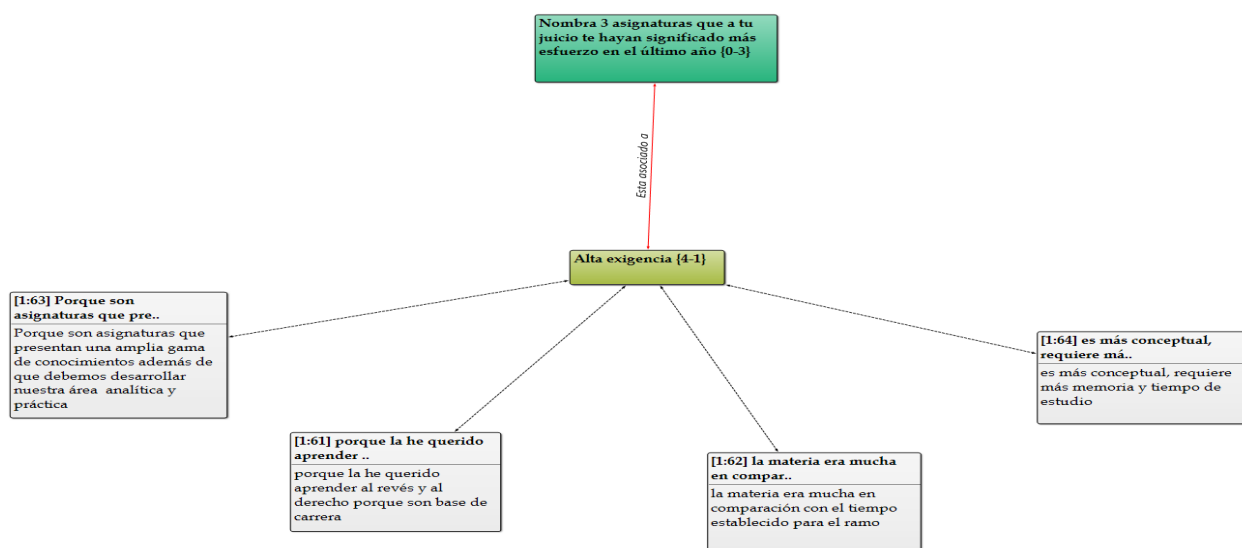 Nombra 3 asignaturas que a tu
juicio te hayan significado más
esfuerzo en el último año {0-3}
Esta asociado a
Alta exigencia {4-1}
[1:63] Porque son
asignaturas que pre..
Porque son asignaturas que
presentan una amplia gama
de conocimientos además de
que debemos desarrollar
nuestra área analítica y
práctica
[1:61] porque la he querido
aprender ..
porque la he querido
aprender al revés y al
derecho porque son base de
carrera
[1:62] la materia era mucha
en compar..
la materia era mucha en
comparación con el tiempo
establecido para el ramo
[1:64] es más conceptual,
requiere má..
es más conceptual, requiere
más memoria y tiempo de
estudio